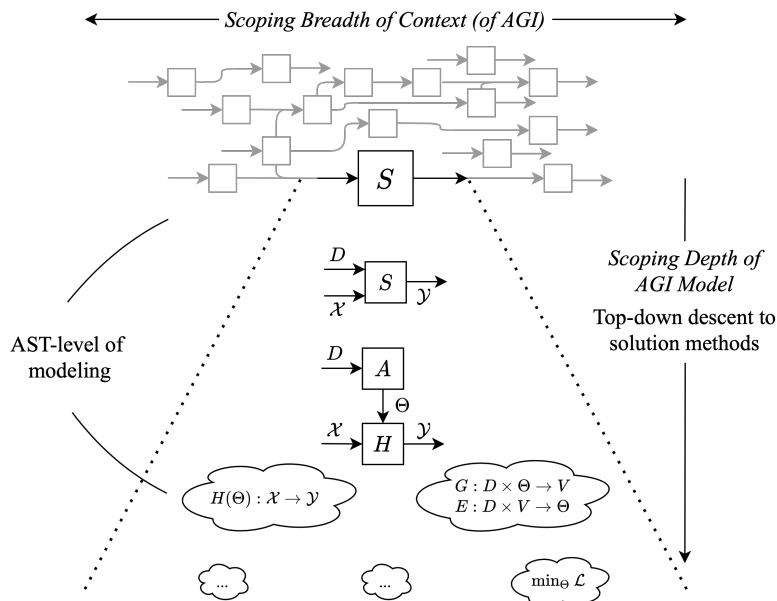 Scoping Breadth of Context (of AGI)
S
D
S
𝒳
𝒴
Scoping Depth of
AGI Model
Top-down descent to
solution methods
AST-level of
modeling
D
A
Θ
𝒳
H
𝒴
H(Θ) : 𝒳 → 𝒴
G : D × Θ → V
E : D × V → Θ
...
...
min_Θ ℒ